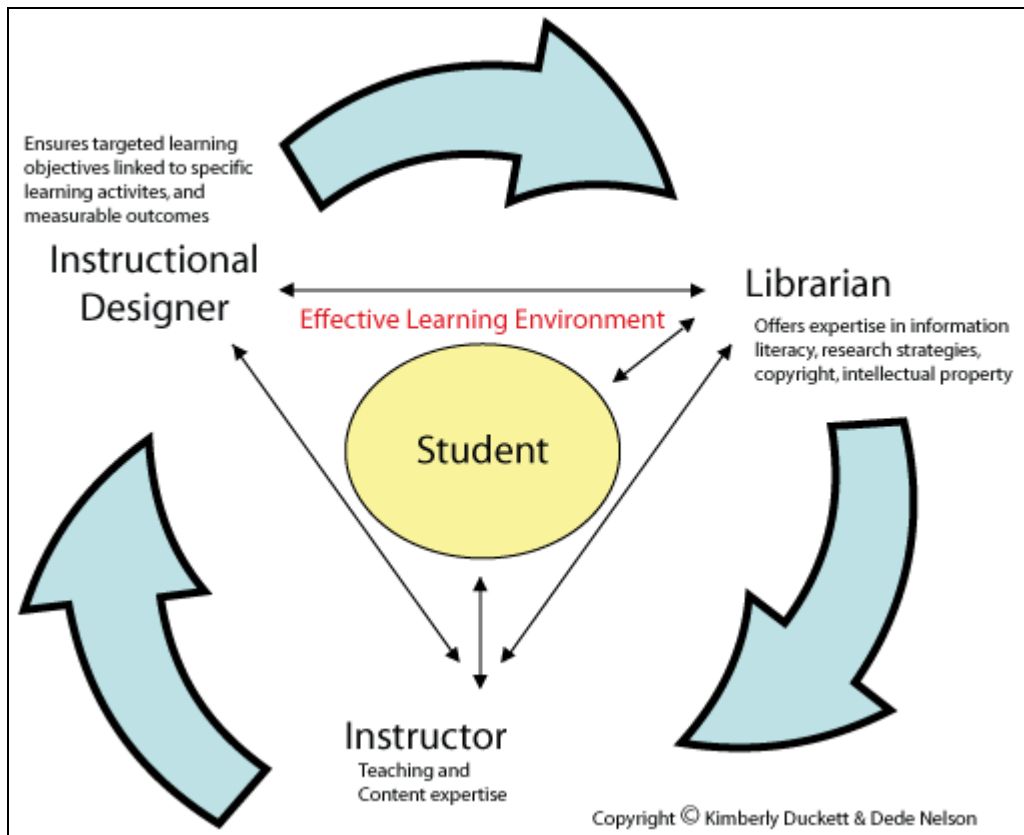 Ensures targeted learning
objectives linked to specific
learning activites, and
measurable outcomes
Instructional
Designer
Librarian
Effective Learning Environment
Offers expertise in information
literacy, research strategies,
copyright, intellectual property
Student
Instructor
Teaching and
Content expertise
Copyright © Kimberly Duckett & Dede Nelson